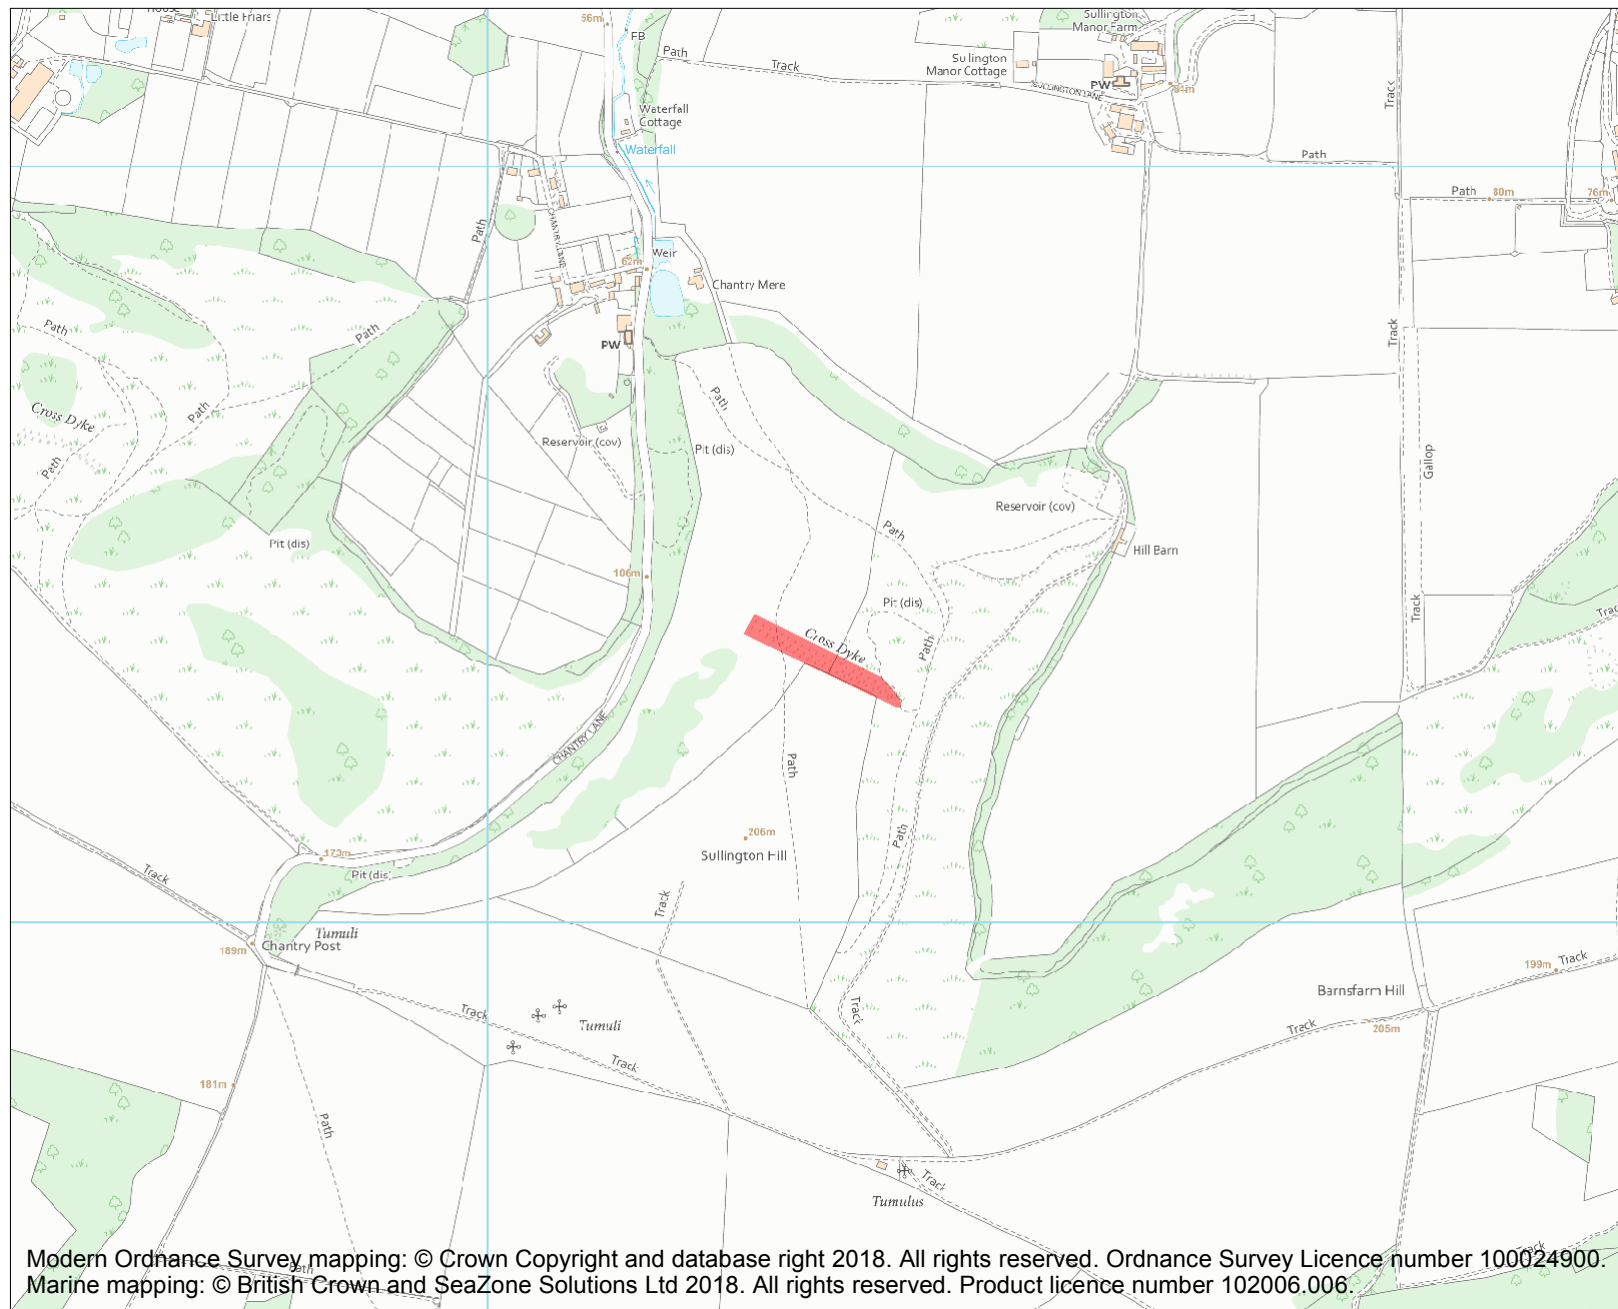 House
Little Friars
56m
FB
Path
Track
Sullington
Manor Farm
Sullington
Manor Cottage
PW
SULLINGTON LANE
81m
Track
Waterfall
Cottage
Waterfall
Path
Path
80m
76m
Path
CHANTRY LANE
Weir
62m
Chantry Mere
Path
Path
PW
Track
Cross Dyke
Path
Path
Path
Reservoir (cov)
Pit (dis)
Gallop
Reservoir (cov)
Path
Pit (dis)
Hill Barn
106m
Pit (dis)
Track
Track
Cross Dyke
Path
CHANTRY LANE
Path
206m
Path
Sullington Hill
173m
Pit (dis)
Track
Track
Tumuli
Chantry Post
189m
199m
Track
Barnsfarm Hill
Track
Track
Tumuli
Track
205m
Track
181m
Path
Track
Tumulus
Track
Path
Modern Ordnance Survey mapping: © Crown Copyright and database right 2018. All rights reserved. Ordnance Survey Licence number 100024900.
Marine mapping: © British Crown and SeaZone Solutions Ltd 2018. All rights reserved. Product licence number 102006.006.